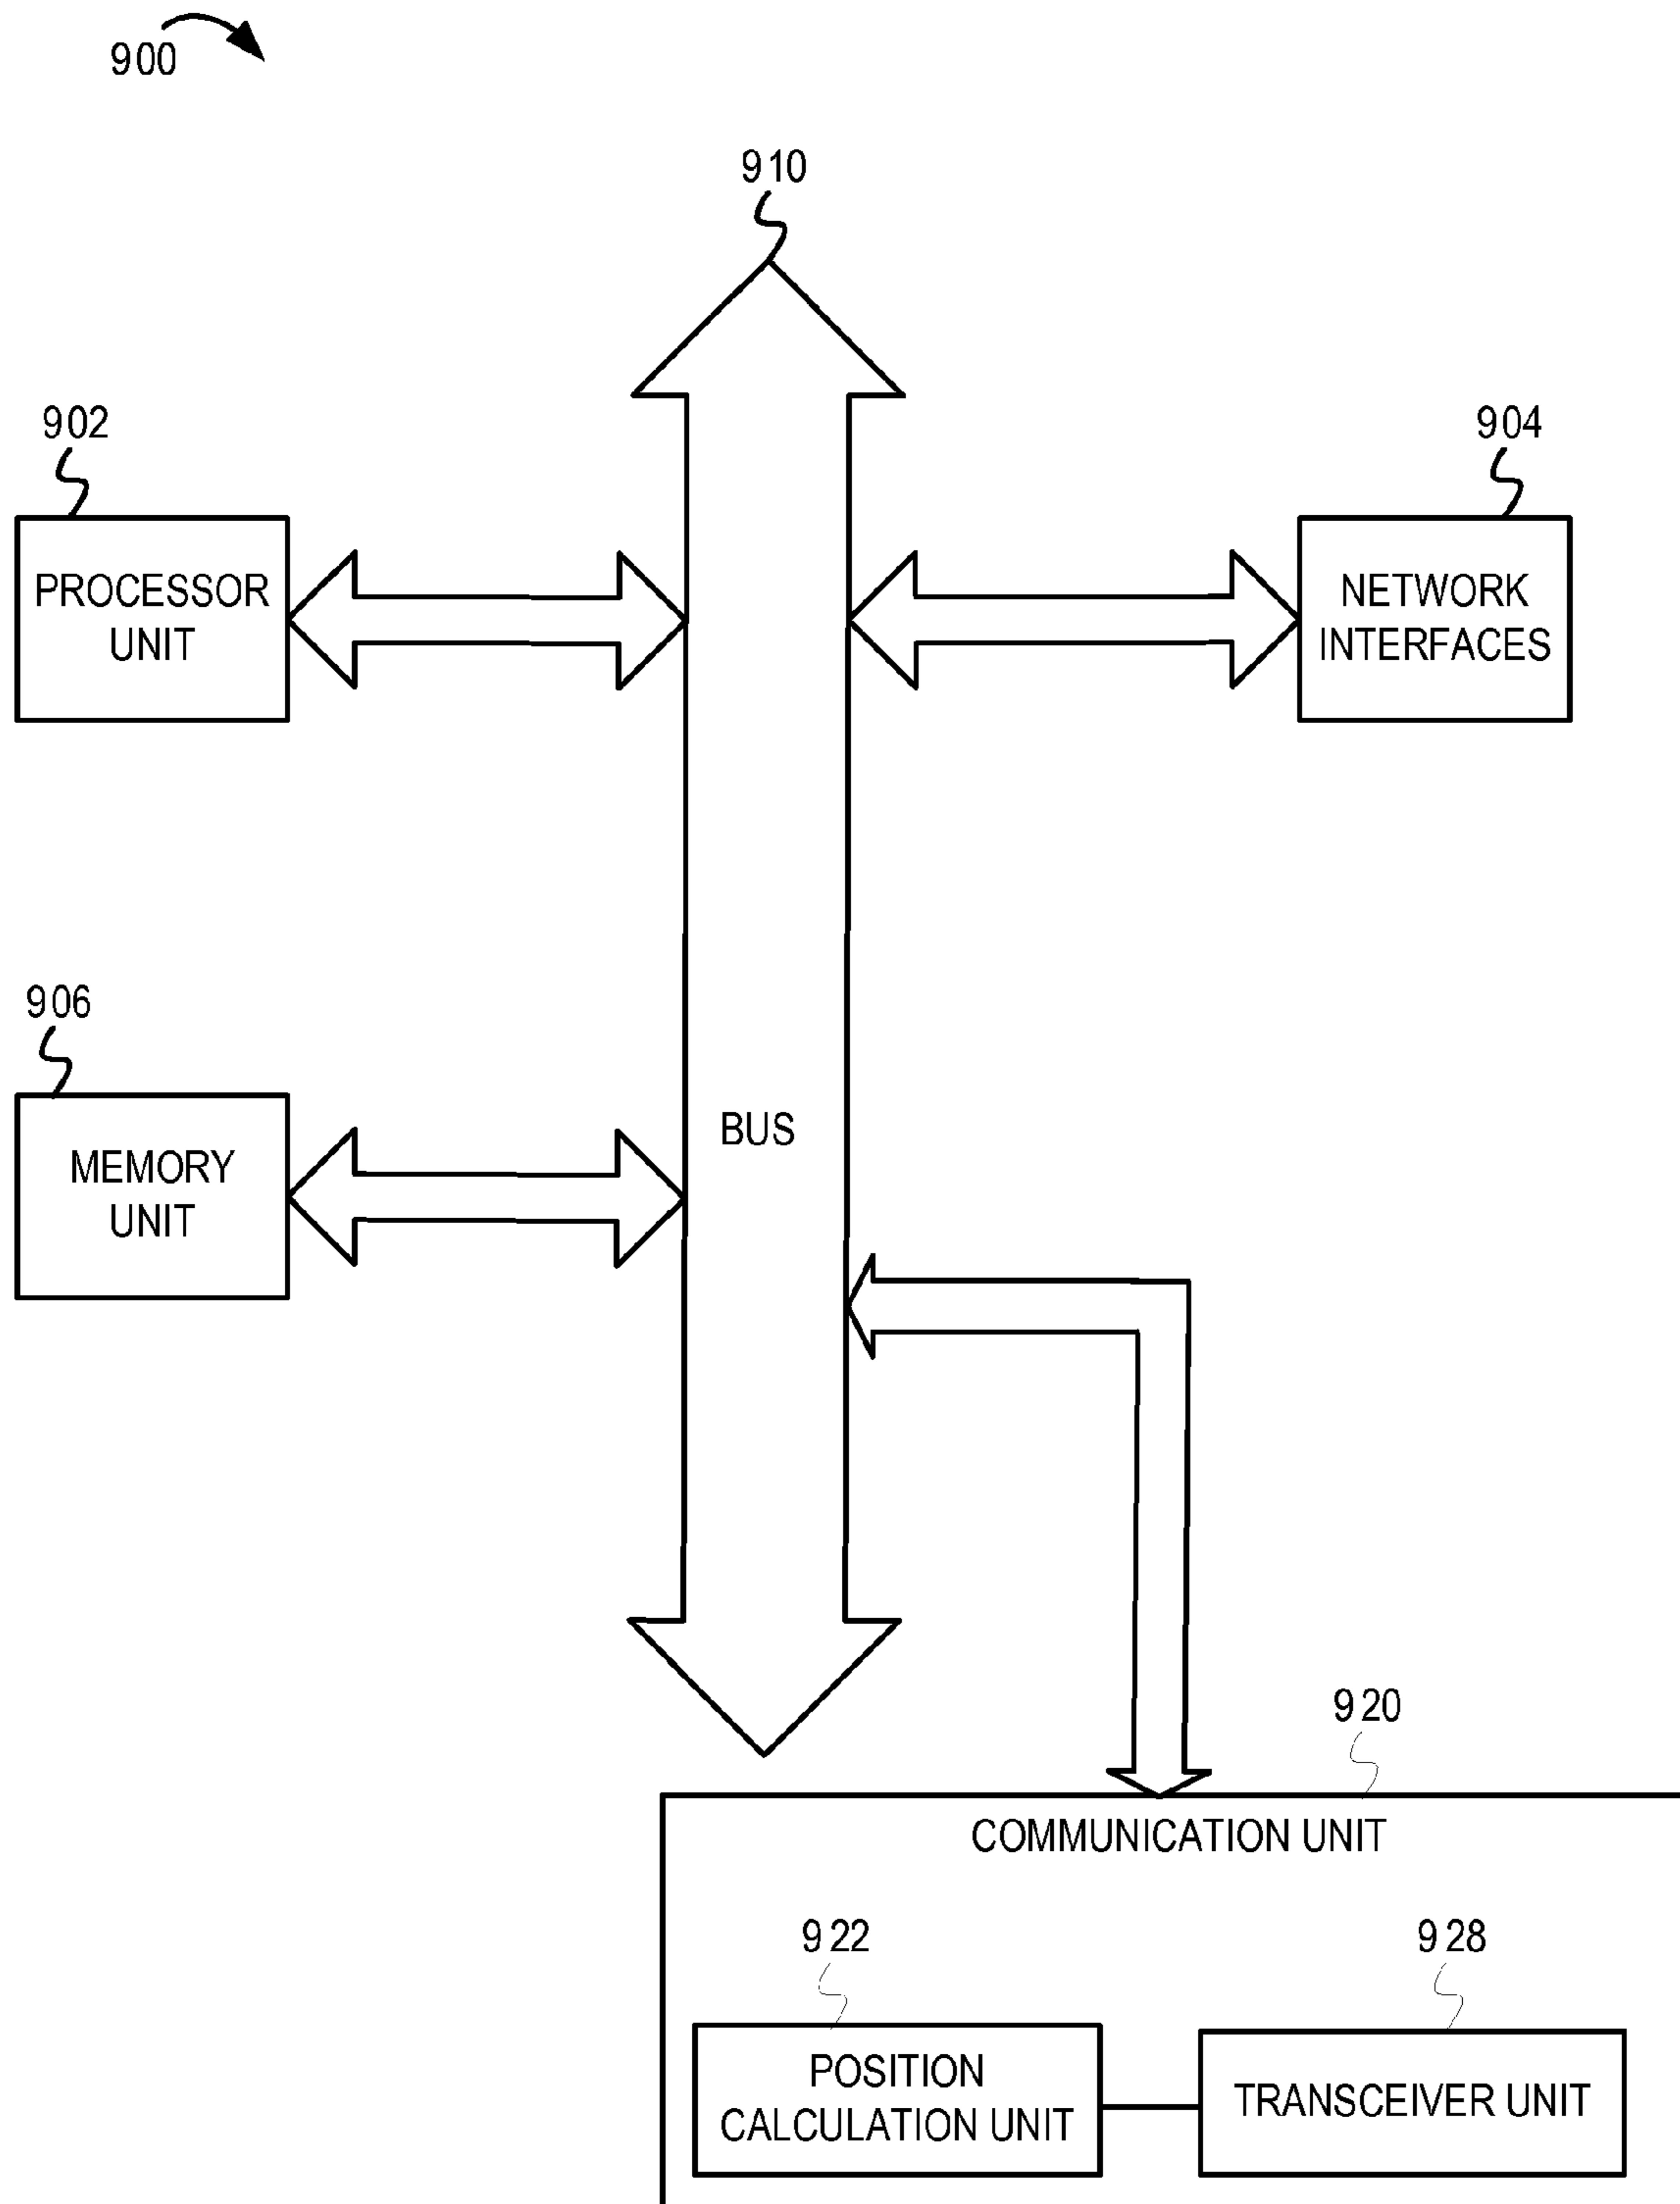 900
910
902
904
PROCESSOR
UNIT
NETWORK
INTERFACES
906
MEMORY
UNIT
BUS
920
COMMUNICATION UNIT
922
928
POSITION
CALCULATION UNIT
TRANSCEIVER UNIT